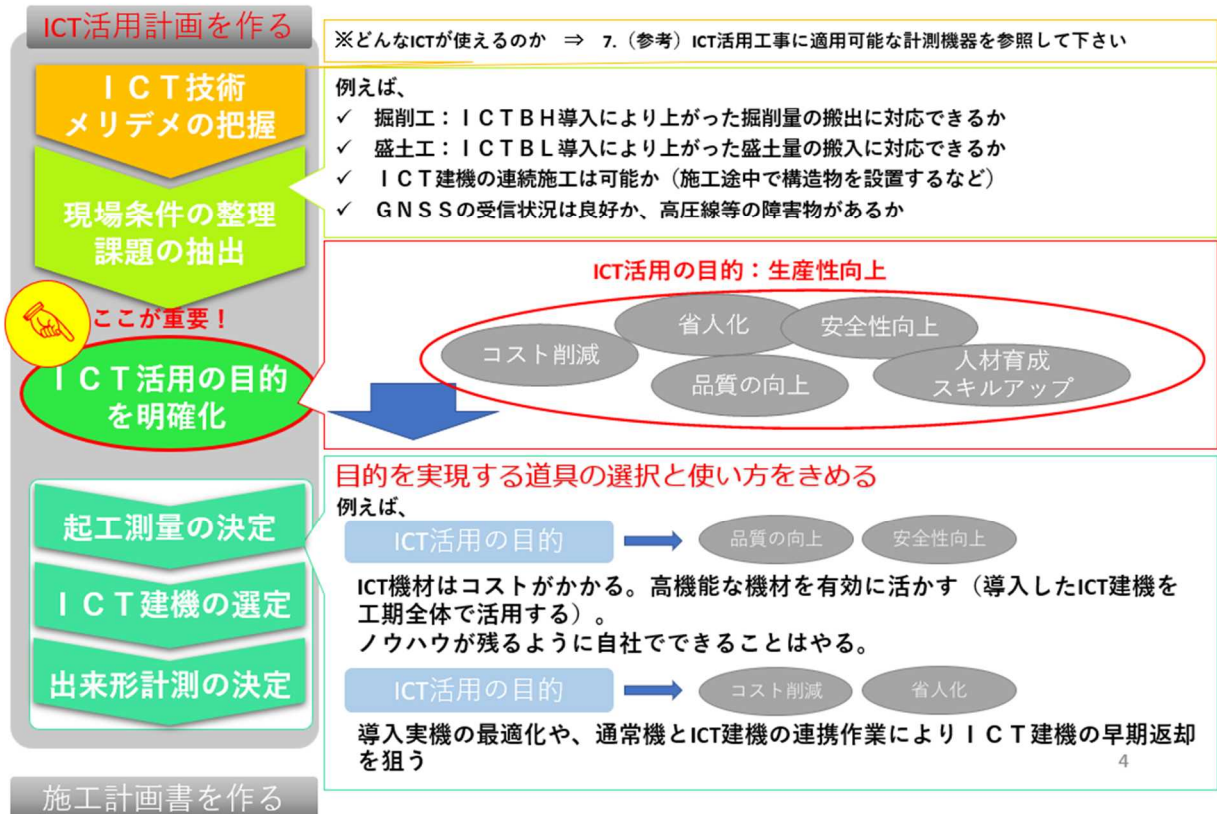 ICT活用計画を作る
※どんなICTが使えるのか ⇒ 7.（参考）ICT活用工事に適用可能な計測機器を参照して下さい
ＩＣＴ技術
メリデメの把握
例えば、
✓ 掘削工：ＩＣＴＢＨ導入により上がった掘削量の搬出に対応できるか
✓ 盛土工：ＩＣＴＢＬ導入により上がった盛土量の搬入に対応できるか
✓ ＩＣＴ建機の連続施工は可能か（施工途中で構造物を設置するなど）
✓ ＧＮＳＳの受信状況は良好か、高圧線等の障害物があるか
現場条件の整理
課題の抽出
ここが重要！
ＩＣＴ活用の目的
を明確化
ICT活用の目的：生産性向上
コスト削減
省人化
安全性向上
品質の向上
人材育成
スキルアップ
目的を実現する道具の選択と使い方をきめる
例えば、
ICT活用の目的
品質の向上
安全性向上
ICT機材はコストがかかる。高機能な機材を有効に活かす（導入したICT建機を
工期全体で活用する）。
ノウハウが残るように自社でできることはやる。
ICT活用の目的
コスト削減
省人化
導入実機の最適化や、通常機とICT建機の連携作業によりＩＣＴ建機の早期返却
を狙う
起工測量の決定
ＩＣＴ建機の選定
出来形計測の決定
4
施工計画書を作る